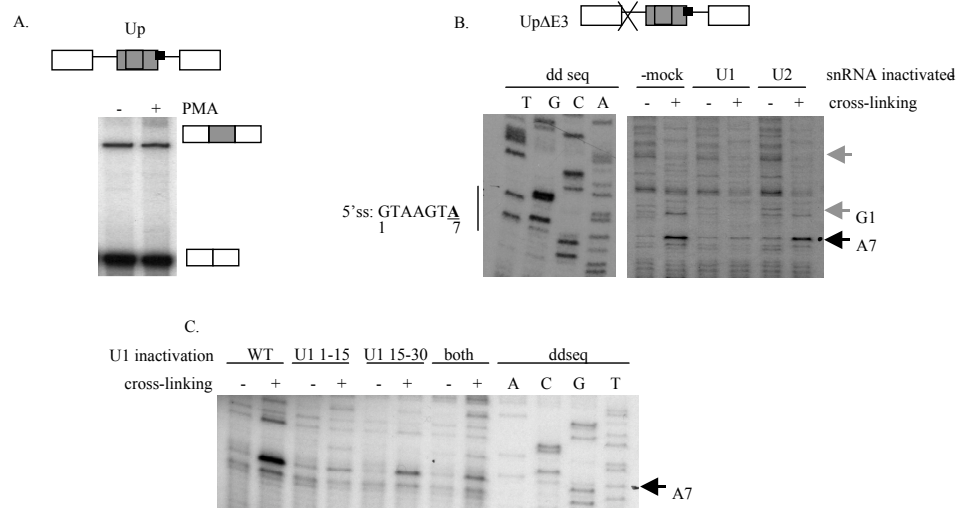 A.
Up
- + PMA
B.
UpΔE3
dd seq -mock U1 U2 snRNA inactivated
T G C A - + - + - + cross-linking
5'ss: GTAAGTA
1 7
G1
A7
C.
U1 inactivation WT U1 1-15 U1 15-30 both ddseq
cross-linking - + - + - + - + A C G T
A7